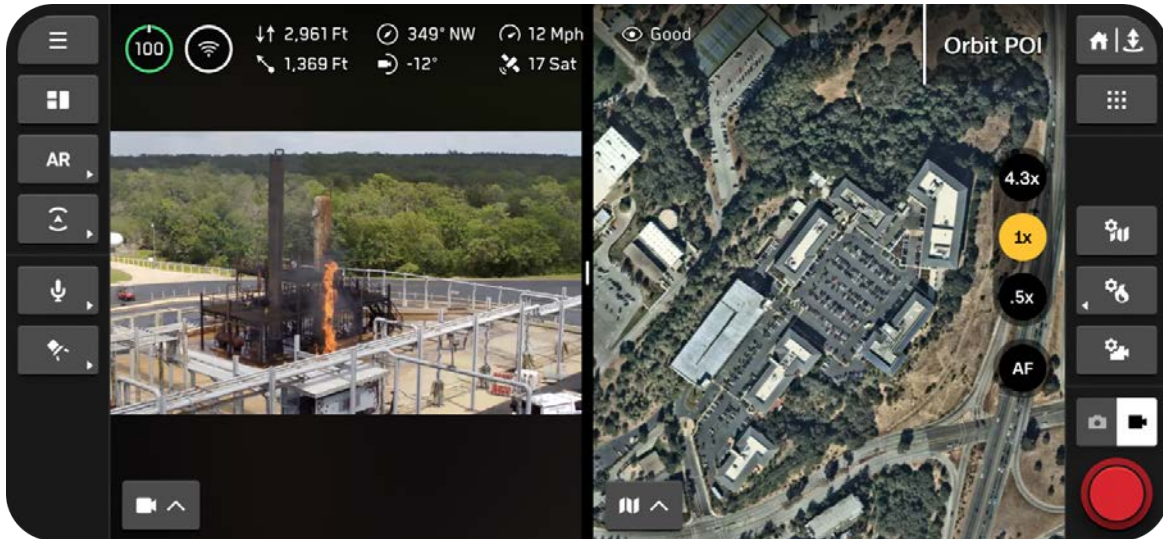 100
↓↑ 2,961 Ft
349° NW
12 Mph
1,369 Ft
-12°
17 Sat
Good
Orbit POI
AR
4.3x
1x
.5x
AF